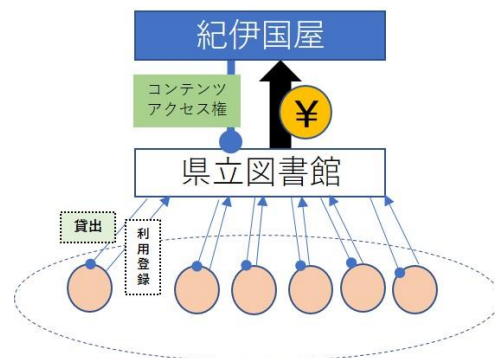 紀伊国屋
コンテンツ
アクセス権
¥
県立図書館
貸出
利用
登録